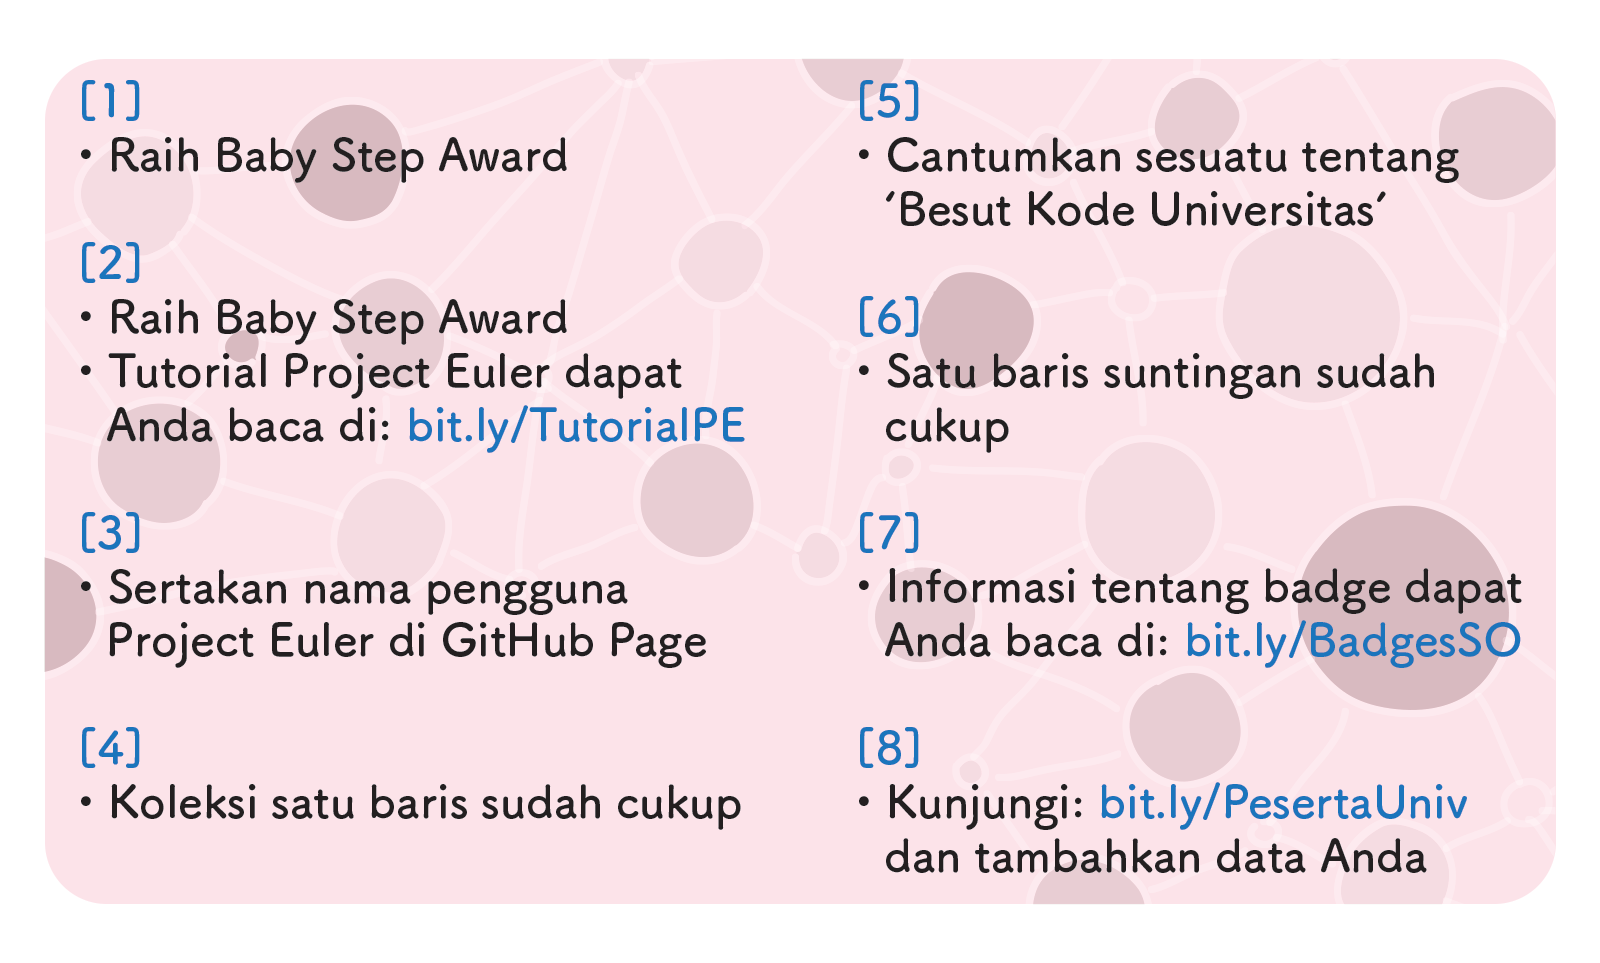 [1]
• Raih Baby Step Award
[2]
• Raih Baby Step Award
• Tutorial Project Euler dapat
Anda baca di: bit.ly/TutorialPE
[3]
• Sertakan nama pengguna
Project Euler di GitHub Page
[4]
• Koleksi satu baris sudah cukup
[5]
• Cantumkan sesuatu tentang
‘Besut Kode Universitas’
[6]
• Satu baris suntingan sudah
cukup
[7]
• Informasi tentang badge dapat
Anda baca di: bit.ly/BadgesSO
[8]
• Kunjungi: bit.ly/PesertaUniv
dan tambahkan data Anda